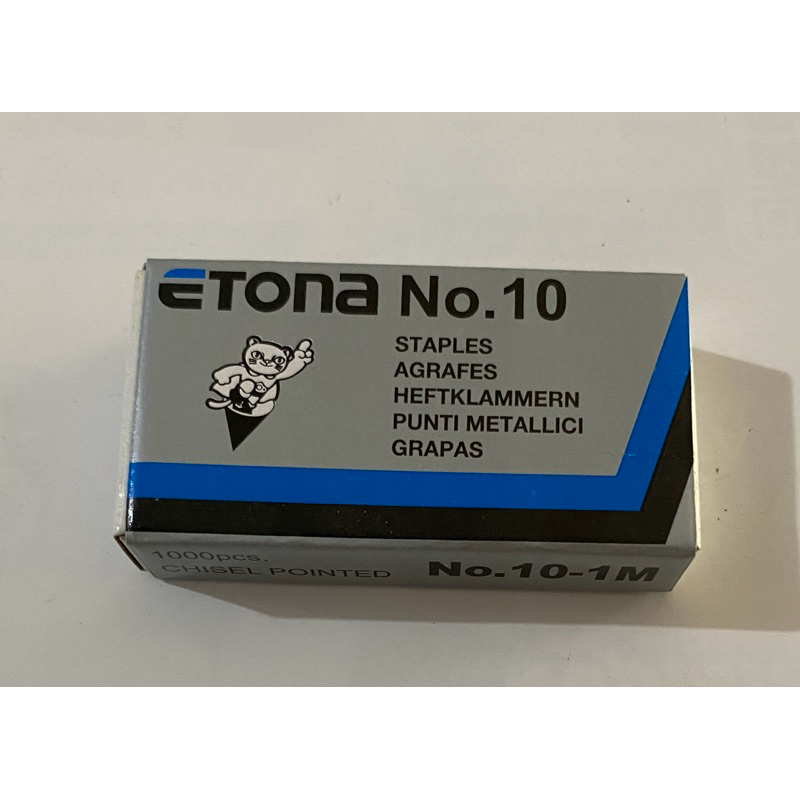 ETONA No.10
STAPLES
AGRAFES
HEFTKLAMMERN
PUNTI METALLICI
GRAPAS
1000pcs.
CHISEL POINTED No.10-1M